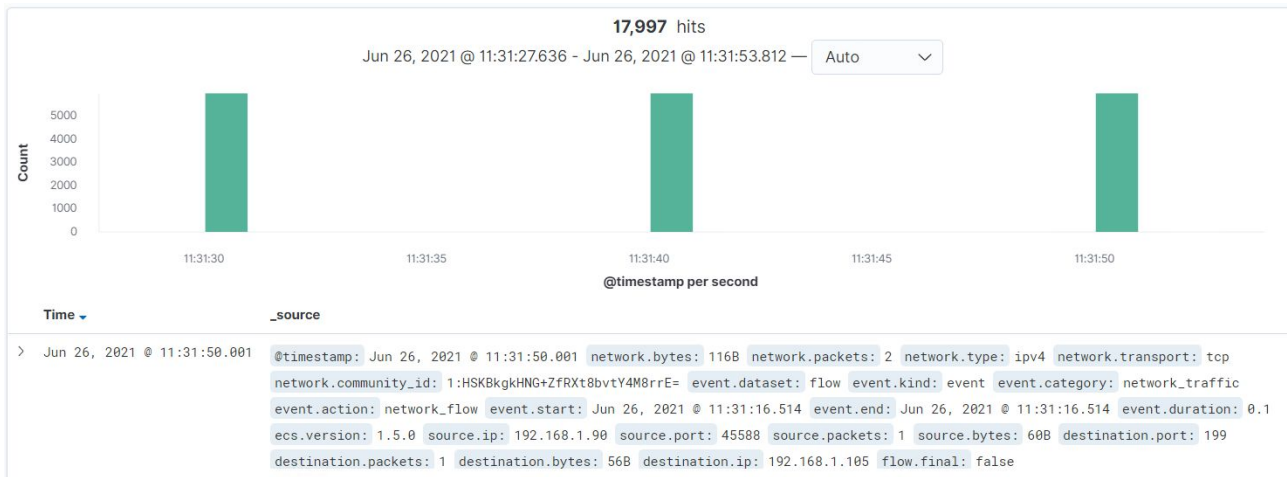 17,997 hits
Jun 26, 2021 @ 11:31:27.636 - Jun 26, 2021 @ 11:31:53.812 — Auto
5000
4000
3000
2000
1000
0
Count
11:31:30 11:31:35 11:31:40 11:31:45 11:31:50
@timestamp per second
Time _source
Jun 26, 2021 @ 11:31:50.001 @timestamp: Jun 26, 2021 @ 11:31:50.001 network.bytes: 116B network.packets: 2 network.type: ipv4 network.transport: tcp
network.community_id: 1:HSKBkgkHNG+ZfRXt8bvtY4M8rrE= event.dataset: flow event.kind: event event.category: network_traffic
event.action: network_flow event.start: Jun 26, 2021 @ 11:31:16.514 event.end: Jun 26, 2021 @ 11:31:16.514 event.duration: 0.1
ecs.version: 1.5.0 source.ip: 192.168.1.90 source.port: 45588 source.packets: 1 source.bytes: 60B destination.port: 199
destination.packets: 1 destination.bytes: 56B destination.ip: 192.168.1.105 flow.final: false